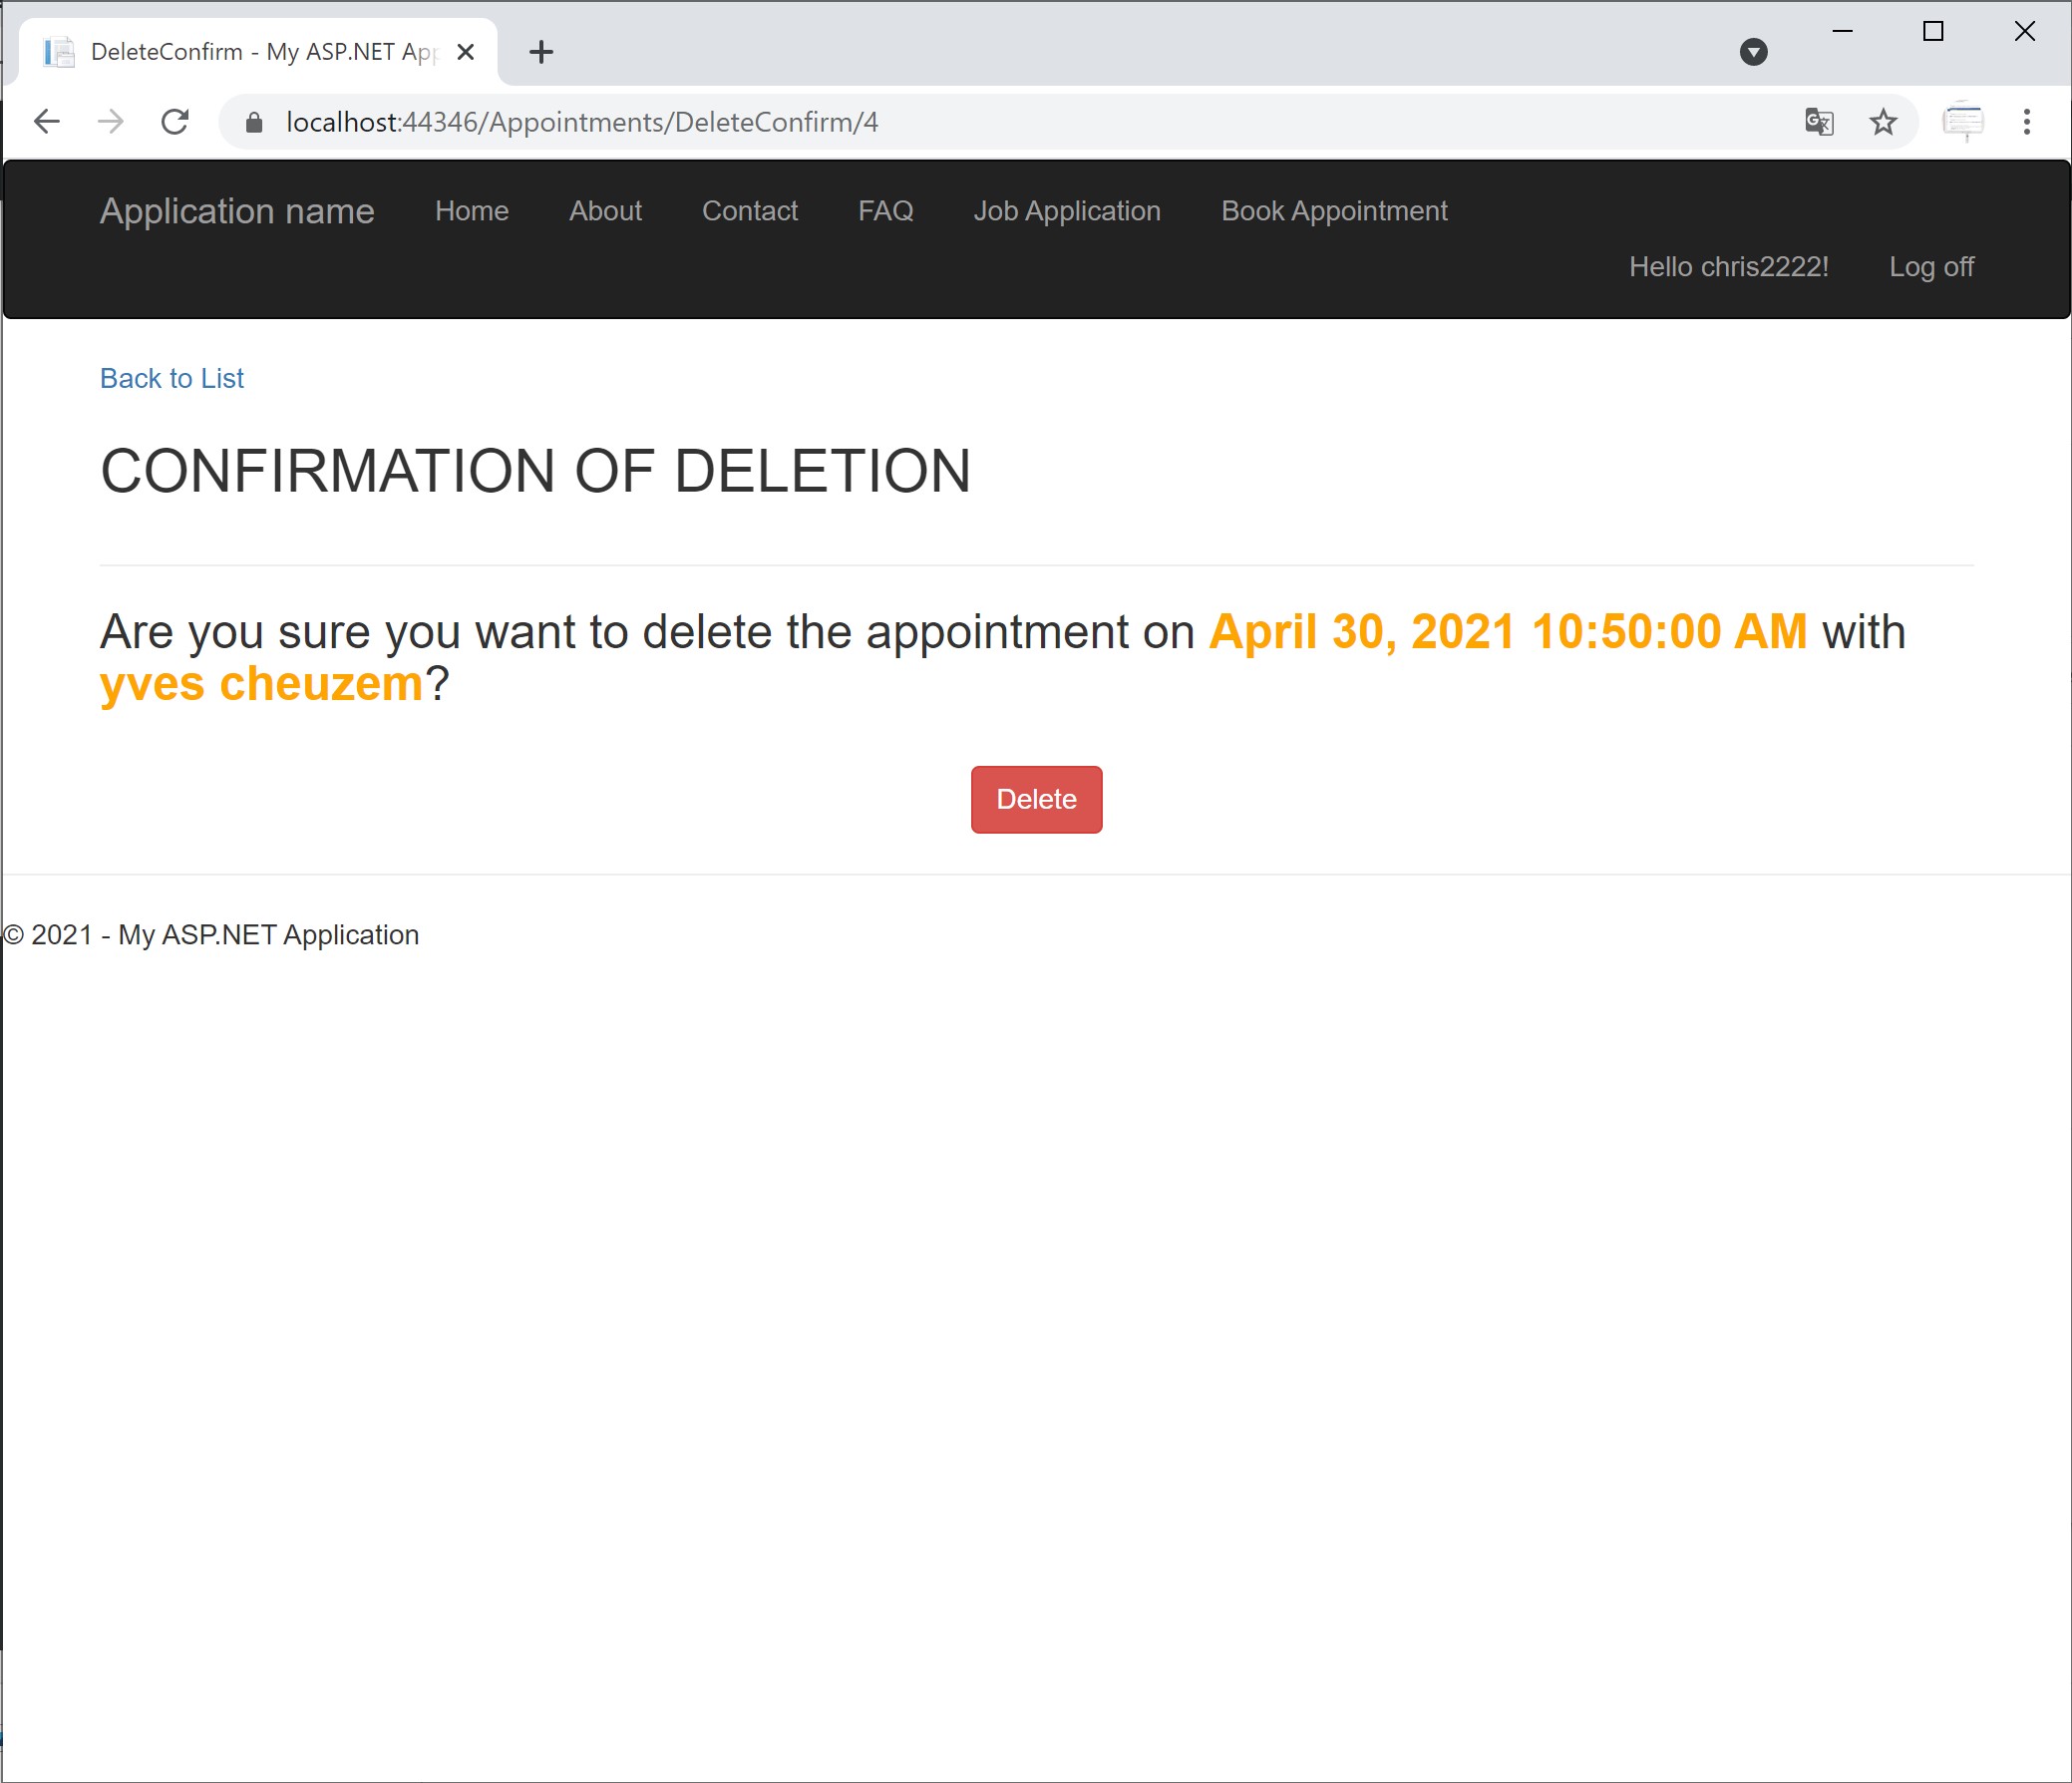 DeleteConfirm - My ASP.NET App
localhost:44346/Appointments/DeleteConfirm/4
Application name Home About Contact FAQ Job Application Book Appointment
Hello chris2222! Log off
Back to List
CONFIRMATION OF DELETION
Are you sure you want to delete the appointment on April 30, 2021 10:50:00 AM with
yves cheuzem?
Delete
© 2021 - My ASP.NET Application